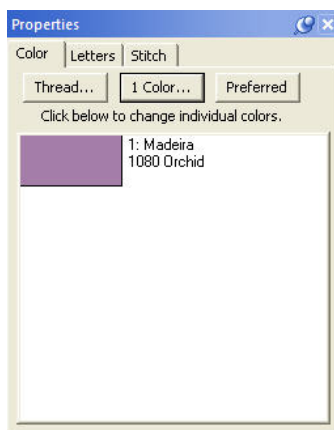 Properties
Color Letters Stitch
Thread... 1 Color... Preferred
Click below to change individual colors.
1: Madeira
1080 Orchid